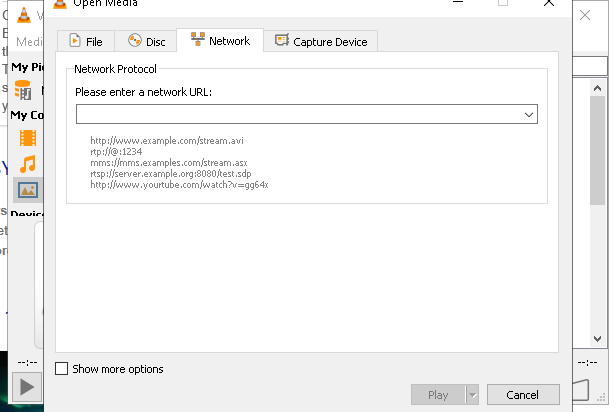 Open Media
File
Disc
Network
Capture Device
Medi
My Pi
My Co
Device
Network Protocol
Please enter a network URL:
http://www.example.com/stream.avi
rtp://@:1234
mms://mms.examples.com/stream.asx
rtsp://server.example.org:8080/test.sdp
http://www.yourtube.com/watch?v=gg64x
--:--
--:--
Show more options
Play
Cancel